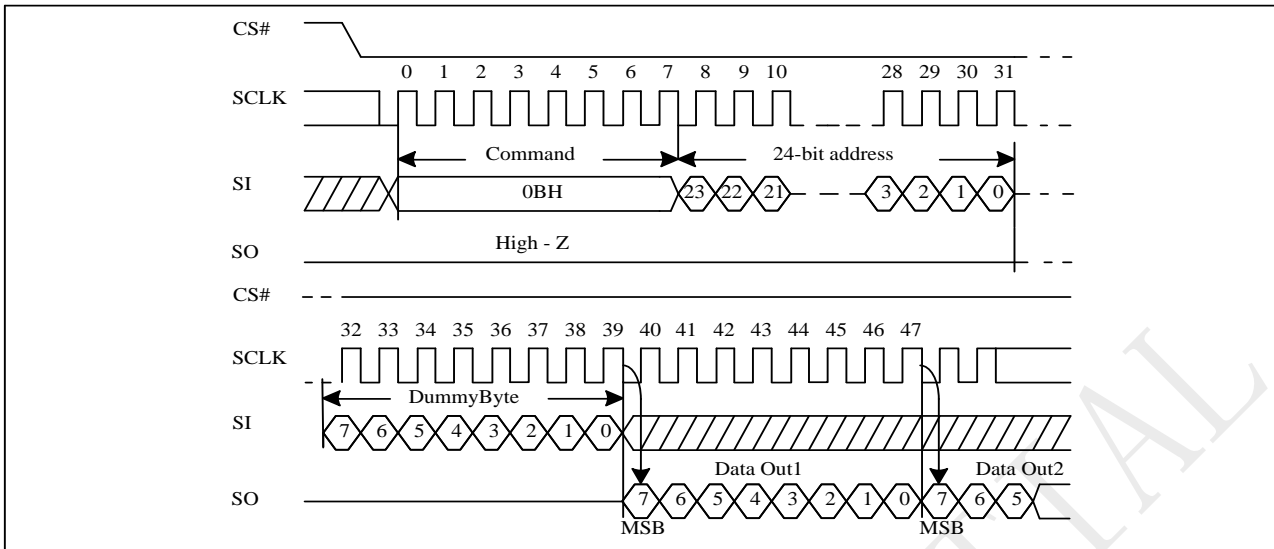 CS#
0 1 2 3 4 5 6 7 8 9 10 28 29 30 31
SCLK
Command 24-bit address
SI 0BH 23 22 21 3 2 1 0
SO High - Z
CS#
32 33 34 35 36 37 38 39 40 41 42 43 44 45 46 47
SCLK
DummyByte
SI 7 6 5 4 3 2 1 0
Data Out1 Data Out2
SO 7 6 5 4 3 2 1 0 7 6 5
MSB MSB
ITAL